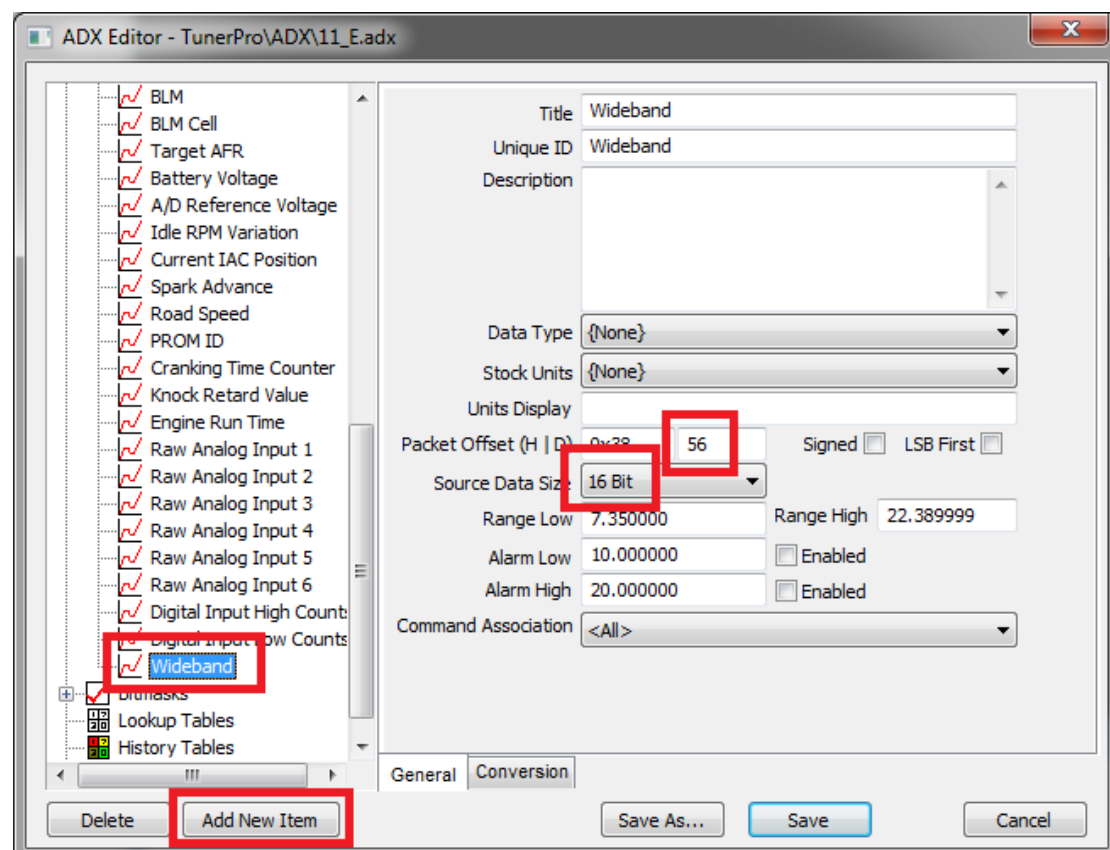 ADX Editor - TunerPro\ADX\11_E.adx
X
BLM
BLM Cell
Target AFR
Battery Voltage
A/D Reference Voltage
Idle RPM Variation
Current IAC Position
Spark Advance
Road Speed
PROM ID
Cranking Time Counter
Knock Retard Value
Engine Run Time
Raw Analog Input 1
Raw Analog Input 2
Raw Analog Input 3
Raw Analog Input 4
Raw Analog Input 5
Raw Analog Input 6
Digital Input High Counts
Digital Input Low Counts
Wideband
Bitmasks
Lookup Tables
History Tables
Title Wideband
Unique ID Wideband
Description
Data Type {None}
Stock Units {None}
Units Display
Packet Offset (H | D) 0x38 56 Signed LSB First
Source Data Size 16 Bit
Range Low 7.350000 Range High 22.389999
Alarm Low 10.000000 Enabled
Alarm High 20.000000 Enabled
Command Association <All>
General Conversion
Delete Add New Item Save As... Save Cancel